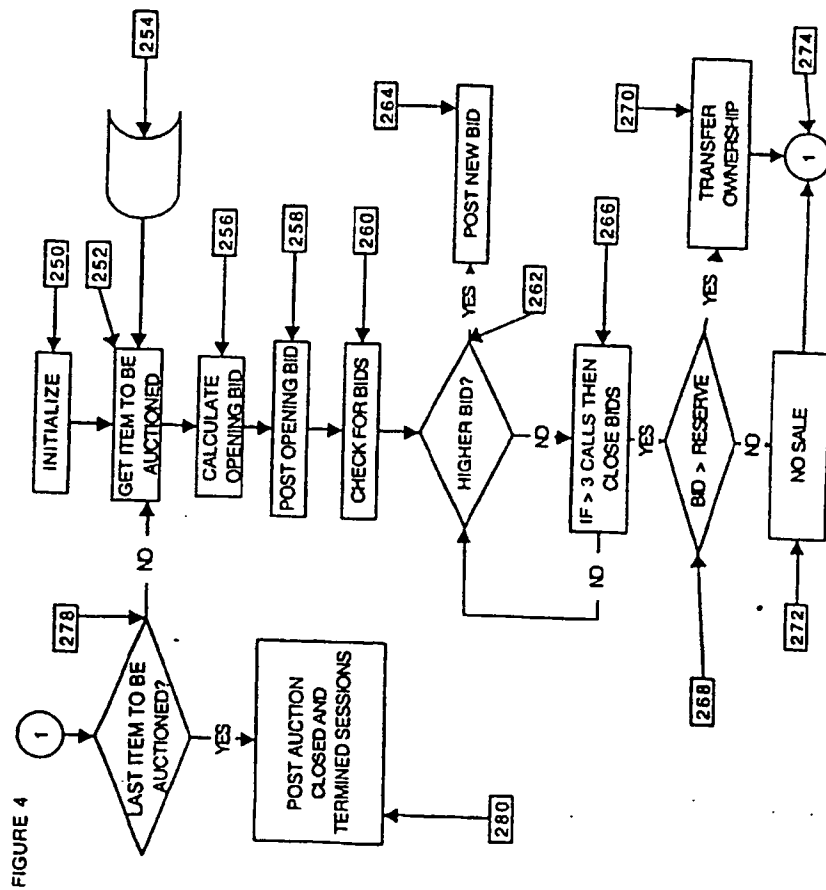 FIGURE 4
1
LAST ITEM TO BE
AUCTIONED?
278
NO
YES
POST AUCTION
CLOSED AND
TERMINED SESSIONS
280
INITIALIZE
250
252
GET ITEM TO BE
AUCTIONED
254
CALCULATE
OPENING BID
256
POST OPENING BID
258
CHECK FOR BIDS
260
HIGHER BID?
262
YES
POST NEW BID
264
NO
IF > 3 CALLS THEN
CLOSE BIDS
266
NO
YES
BID > RESERVE
268
YES
TRANSFER
OWNERSHIP
270
NO
NO SALE
272
1
274